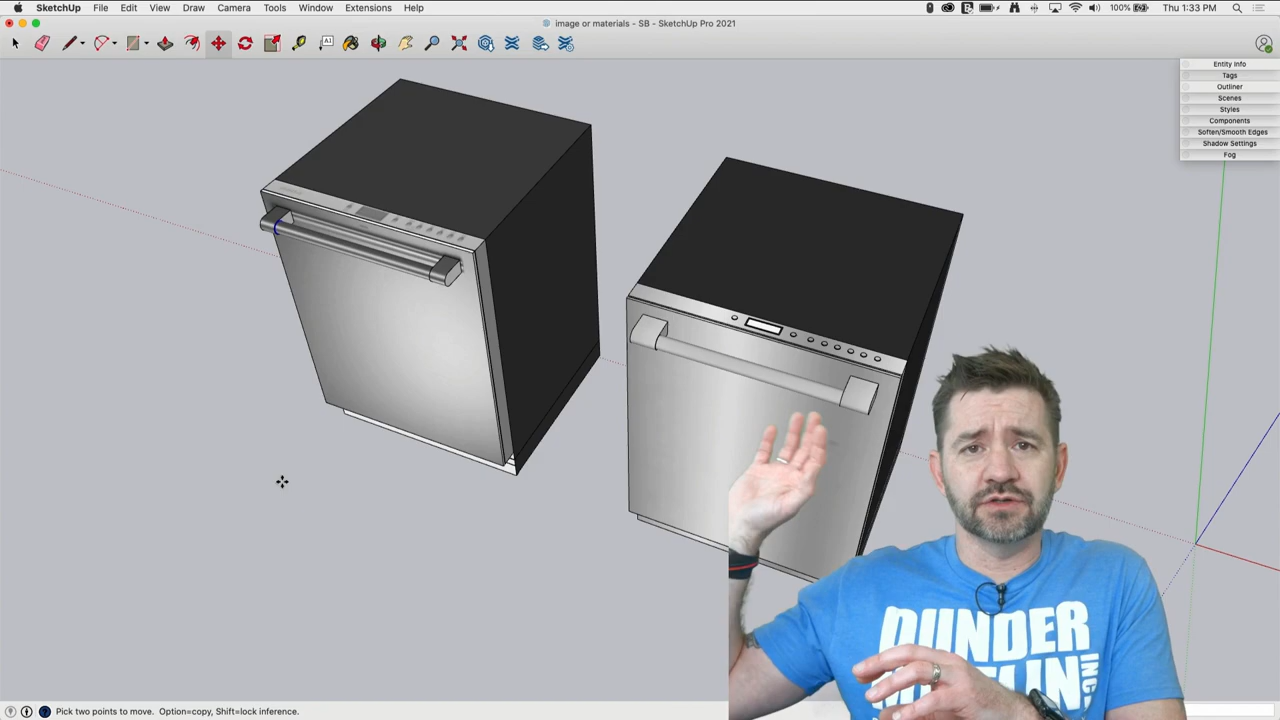 SketchUp File Edit View Draw Camera Tools Window Extensions Help
100% Thu 1:33 PM
image or materials - SB - SketchUp Pro 2021
A1
Entity Info
Tags
Outliner
Scenes
Styles
Components
Soften/Smooth Edges
Shadow Settings
Fog
DUNDER
MIFFLIN INC.
Pick two points to move. Option=copy, Shift=lock inference.